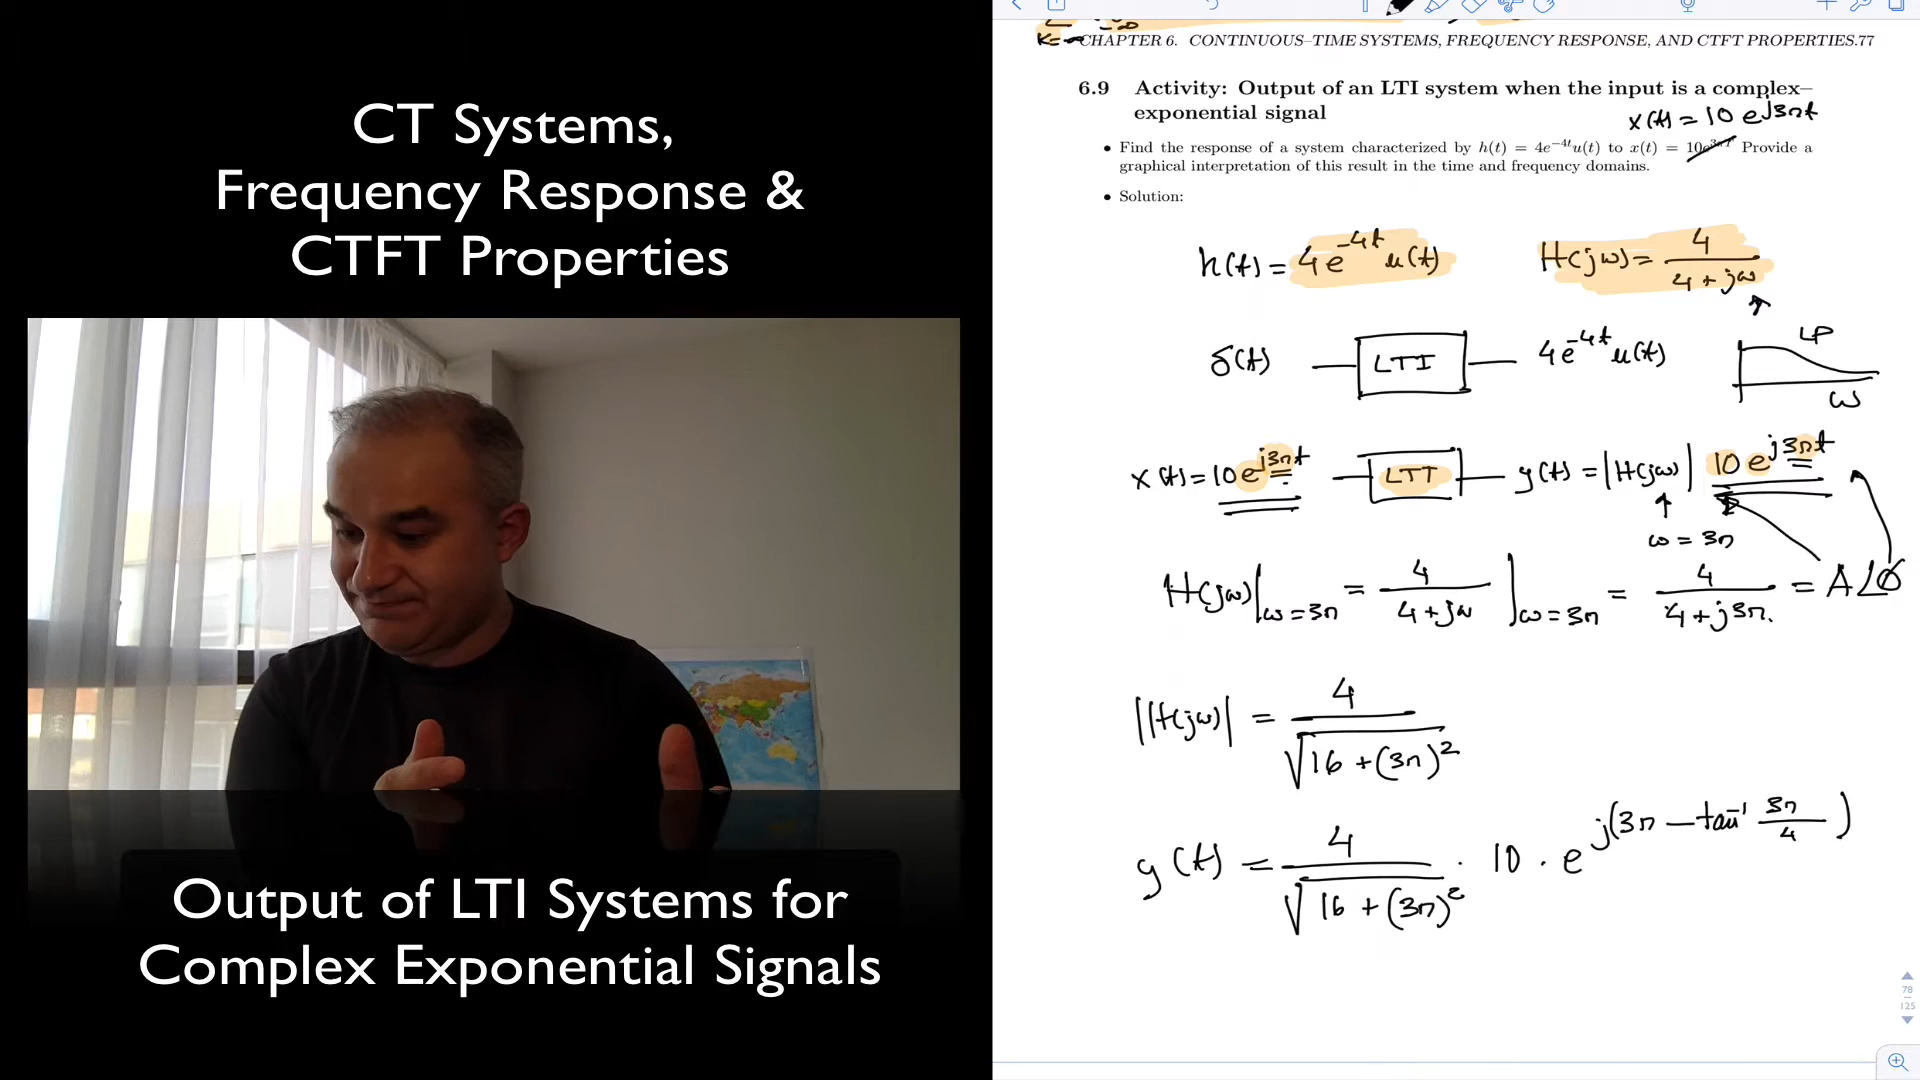 CT Systems,
Frequency Response &
CTFT Properties
Output of LTI Systems for
Complex Exponential Signals
CHAPTER 6. CONTINUOUS–TIME SYSTEMS, FREQUENCY RESPONSE, AND CTFT PROPERTIES.77
6.9 Activity: Output of an LTI system when the input is a complex–
exponential signal
x(t) = 10 e^{j3πt}
• Find the response of a system characterized by h(t) = 4e^{−4t}u(t) to x(t) = 10e^{3πt} Provide a
graphical interpretation of this result in the time and frequency domains.
• Solution:
h(t) = 4e^{-4t} u(t) H(jω) = 4/(4 + jω)
δ(t) LTI 4e^{-4t} u(t) LP
ω
x(t) = 10e^{j3πt} LTI y(t) = |H(jω)| 10 e^{j3πt}
ω = 3π
H(jω)|ω=3π = 4/(4+jω)|ω=3π = 4/(4+j3π) = A∠φ
|H(jω)| = 4/√(16 + (3π)²)
y(t) = 4/√(16 + (3π)²) · 10 · e^{j(3π − tan⁻¹ 3π/4)}
78
125